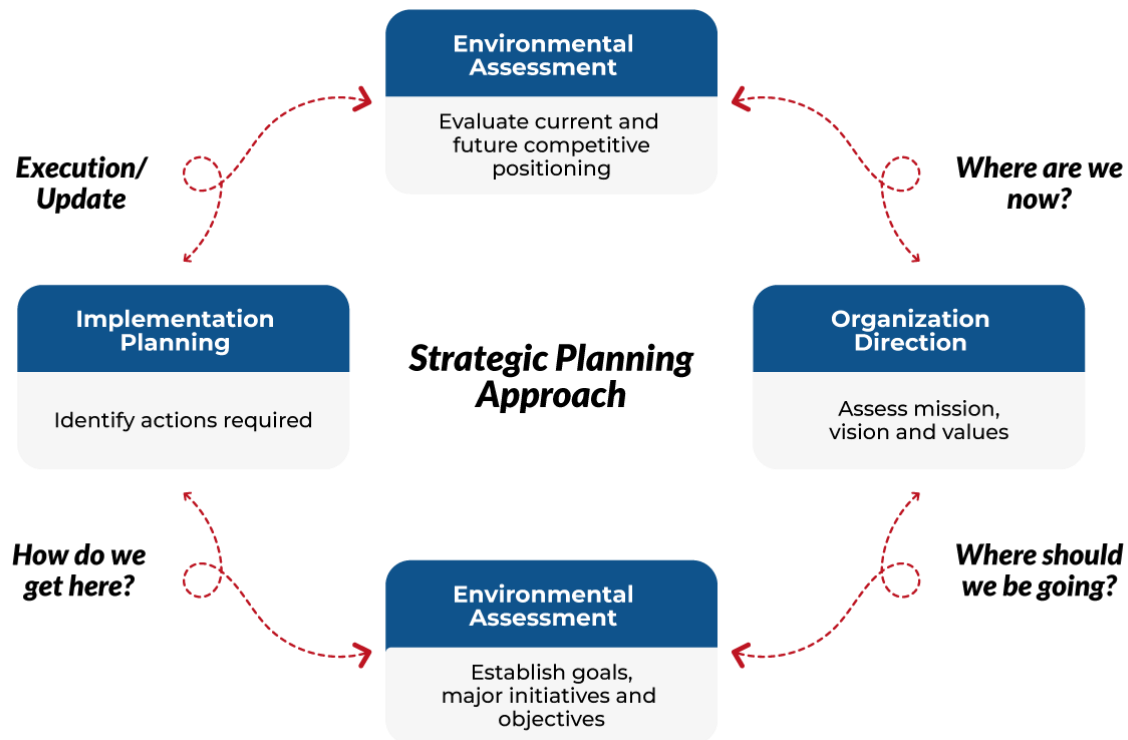 Environmental
Assessment
Evaluate current and
future competitive
positioning
Execution/
Update
Where are we
now?
Implementation
Planning
Identify actions required
Strategic Planning
Approach
Organization
Direction
Assess mission,
vision and values
How do we
get here?
Where should
we be going?
Environmental
Assessment
Establish goals,
major initiatives and
objectives